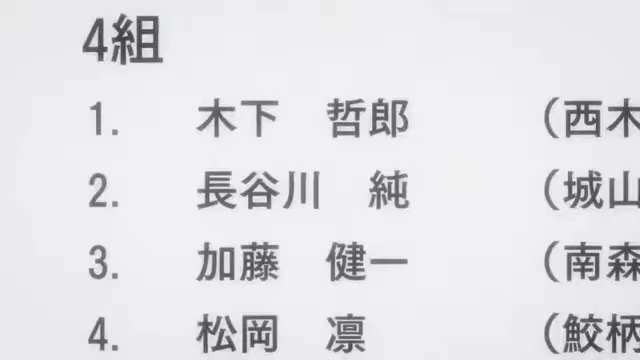 4組
1. 木下 哲郎 (西木
2. 長谷川 純 (城山
3. 加藤 健一 (南森
4. 松岡 凛 (鮫柄